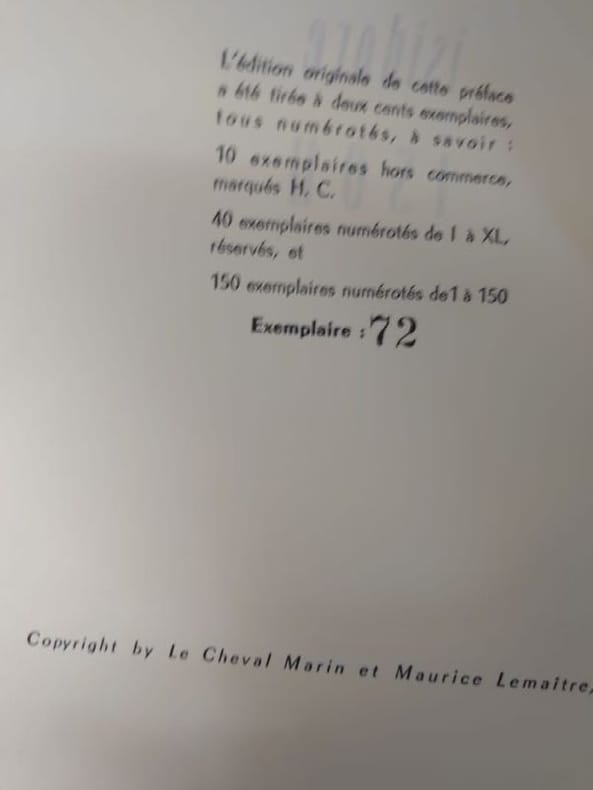 L'édition originale de cette préface
a été tirée à deux cents exemplaires,
tous numérotés, à savoir :
10 exemplaires hors commerce,
marqués H. C.
40 exemplaires numérotés de I à XL,
réservés, et
150 exemplaires numérotés de 1 à 150
Exemplaire : 72
Copyright by Le Cheval Marin et Maurice Lemaître,